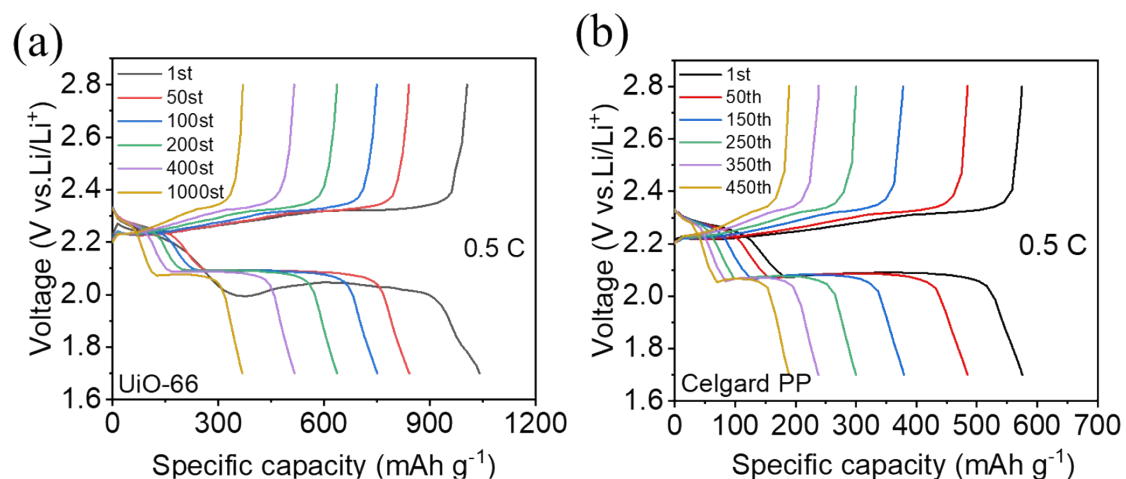 (a)
Voltage (V vs.Li/Li⁺)
2.8
2.6
2.4
2.2
2.0
1.8
1.6
1st
50st
100st
200st
400st
1000st
0.5 C
UiO-66
0
300
600
900
1200
Specific capacity (mAh g⁻¹)
(b)
Voltage (V vs.Li/Li⁺)
2.8
2.6
2.4
2.2
2.0
1.8
1.6
1st
50th
150th
250th
350th
450th
0.5 C
Celgard PP
0
100
200
300
400
500
600
700
Specific capacity (mAh g⁻¹)